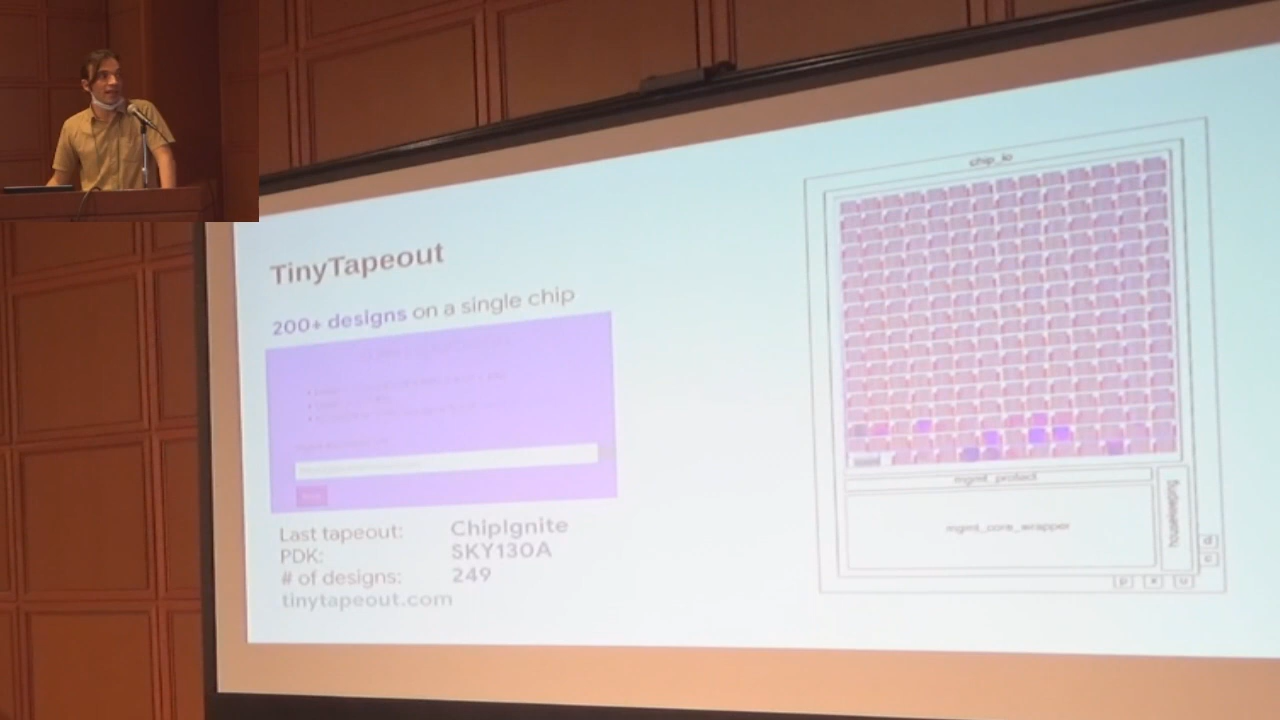 TinyTapeout
200+ designs on a single chip
Last tapeout: ChipIgnite
PDK: SKY130A
# of designs: 249
tinytapeout.com
chip_io
mgmt_protect
mgmt_core_wrapper